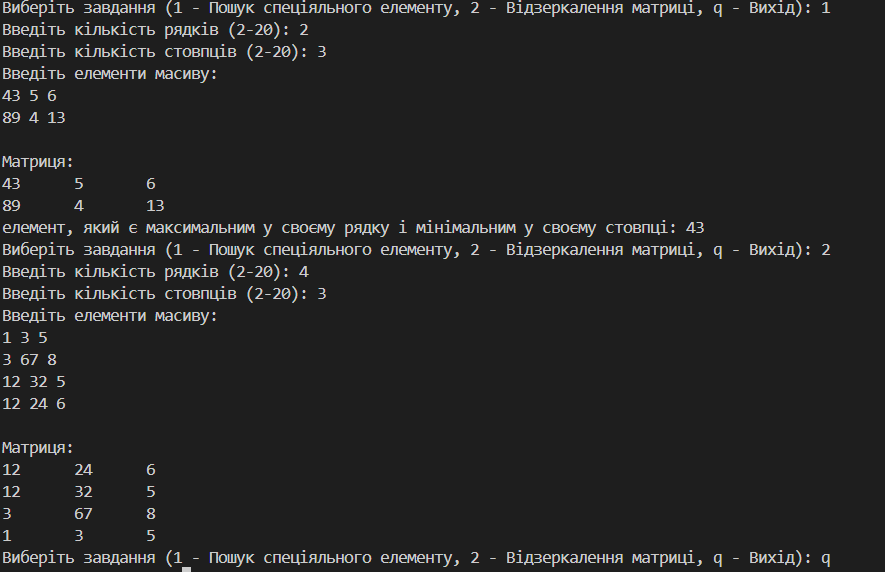 Виберіть завдання (1 - Пошук спеціяльного елементу, 2 - Відзеркалення матриці, q - Вихід): 1
Введіть кількість рядків (2-20): 2
Введіть кількість стовпців (2-20): 3
Введіть елементи масиву:
43 5 6
89 4 13
Матриця:
43 5 6
89 4 13
елемент, який є максимальним у своєму рядку і мінімальним у своєму стовпці: 43
Виберіть завдання (1 - Пошук спеціяльного елементу, 2 - Відзеркалення матриці, q - Вихід): 2
Введіть кількість рядків (2-20): 4
Введіть кількість стовпців (2-20): 3
Введіть елементи масиву:
1 3 5
3 67 8
12 32 5
12 24 6
Матриця:
12 24 6
12 32 5
3 67 8
1 3 5
Виберіть завдання (1 - Пошук спеціяльного елементу, 2 - Відзеркалення матриці, q - Вихід): q